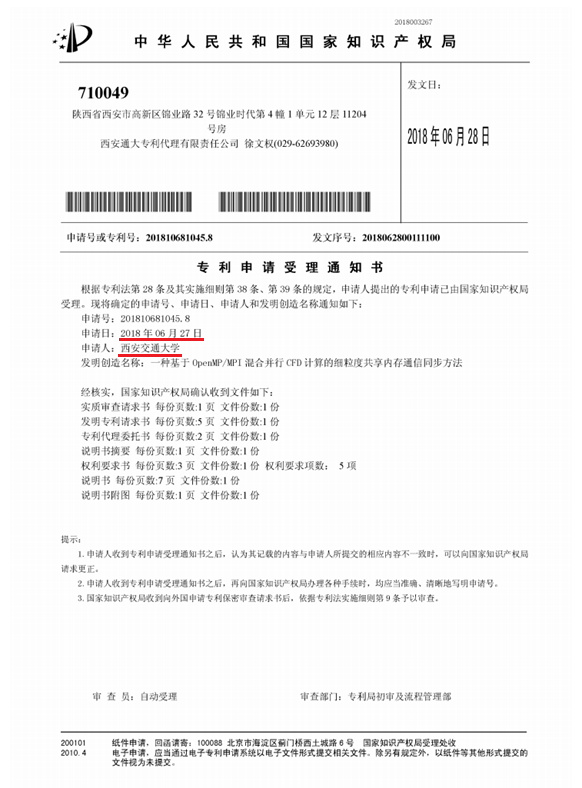 2018003267
中华人民共和国国家知识产权局
710049
发文日：
陕西省西安市高新区锦业路 32 号锦业时代第 4 幢 1 单元 12 层 11204
号房
西安通大专利代理有限责任公司 徐文权(029-62693980)
2018 年 06 月 28 日
申请号或专利号：201810681045.8
发文序号：2018062800111100
专利申请受理通知书
根据专利法第 28 条及其实施细则第 38 条、第 39 条的规定，申请人提出的专利申请已由国家知识产权局
受理。现将确定的申请号、申请日、申请人和发明创造名称通知如下：
申请号：201810681045.8
申请日：2018 年 06 月 27 日
申请人：西安交通大学
发明创造名称：一种基于 OpenMP/MPI 混合并行 CFD 计算的细粒度共享内存通信同步方法
经核实，国家知识产权局确认收到文件如下：
实质审查请求书 每份页数:1 页 文件份数:1 份
发明专利请求书 每份页数:5 页 文件份数:1 份
专利代理委托书 每份页数:2 页 文件份数:1 份
说明书摘要 每份页数:1 页 文件份数:1 份
权利要求书 每份页数:3 页 文件份数:1 份 权利要求项数： 5 项
说明书 每份页数:7 页 文件份数:1 份
说明书附图 每份页数:1 页 文件份数:1 份
提示：
1.申请人收到专利申请受理通知书之后，认为其记载的内容与申请人所提交的相应内容不一致时，可以向国家知识产权局
请求更正。
2.申请人收到专利申请受理通知书之后，再向国家知识产权局办理各种手续时，均应当准确、清晰地写明申请号。
3.国家知识产权局收到向外国申请专利保密审查请求书后，依据专利法实施细则第 9 条予以审查。
审 查 员：自动受理
审查部门：专利局初审及流程管理部
200101 纸件申请，回函请寄：100088 北京市海淀区蓟门桥西土城路 6 号 国家知识产权局受理处收
2010.4 电子申请，应当通过电子专利申请系统以电子文件形式提交相关文件。除另有规定外，以纸件等其他形式提交的
文件视为未提交。